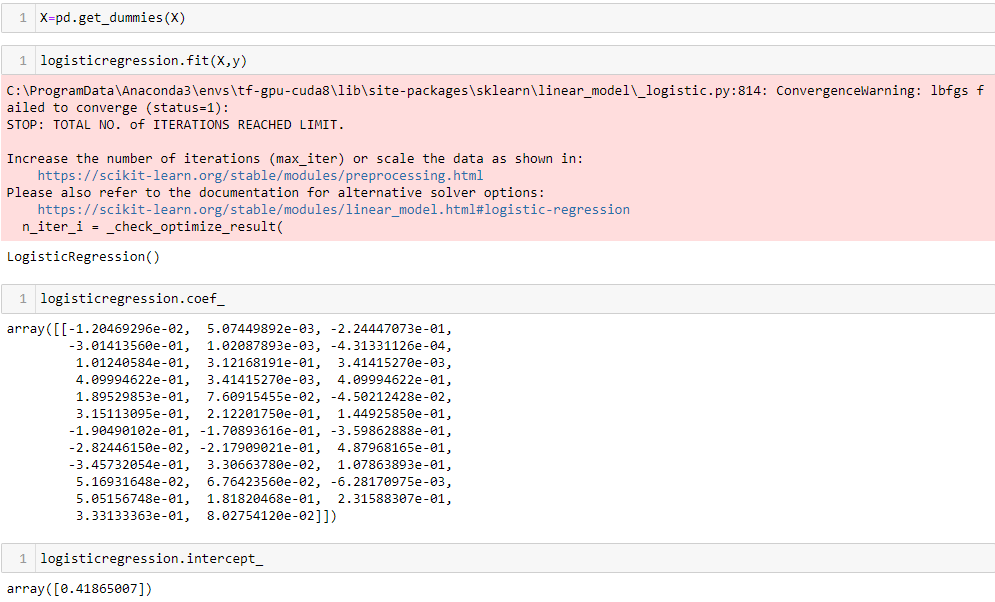 1 X=pd.get_dummies(X)
1 logisticregression.fit(X,y)
C:\ProgramData\Anaconda3\envs\tf-gpu-cuda8\lib\site-packages\sklearn\linear_model\_logistic.py:814: ConvergenceWarning: lbfgs f
ailed to converge (status=1):
STOP: TOTAL NO. of ITERATIONS REACHED LIMIT.
Increase the number of iterations (max_iter) or scale the data as shown in:
https://scikit-learn.org/stable/modules/preprocessing.html
Please also refer to the documentation for alternative solver options:
https://scikit-learn.org/stable/modules/linear_model.html#logistic-regression
n_iter_i = _check_optimize_result(
LogisticRegression()
1 logisticregression.coef_
array([[-1.20469296e-02, 5.07449892e-03, -2.24447073e-01,
-3.01413560e-01, 1.02087893e-03, -4.31331126e-04,
1.01240584e-01, 3.12168191e-01, 3.41415270e-03,
4.09994622e-01, 3.41415270e-03, 4.09994622e-01,
1.89529853e-01, 7.60915455e-02, -4.50212428e-02,
3.15113095e-01, 2.12201750e-01, 1.44925850e-01,
-1.90490102e-01, -1.70893616e-01, -3.59862888e-01,
-2.82446150e-02, -2.17909021e-01, 4.87968165e-01,
-3.45732054e-01, 3.30663780e-02, 1.07863893e-01,
5.16931648e-02, 6.76423560e-02, -6.28170975e-03,
5.05156748e-01, 1.81820468e-01, 2.31588307e-01,
3.33133363e-01, 8.02754120e-02]])
1 logisticregression.intercept_
array([0.41865007])